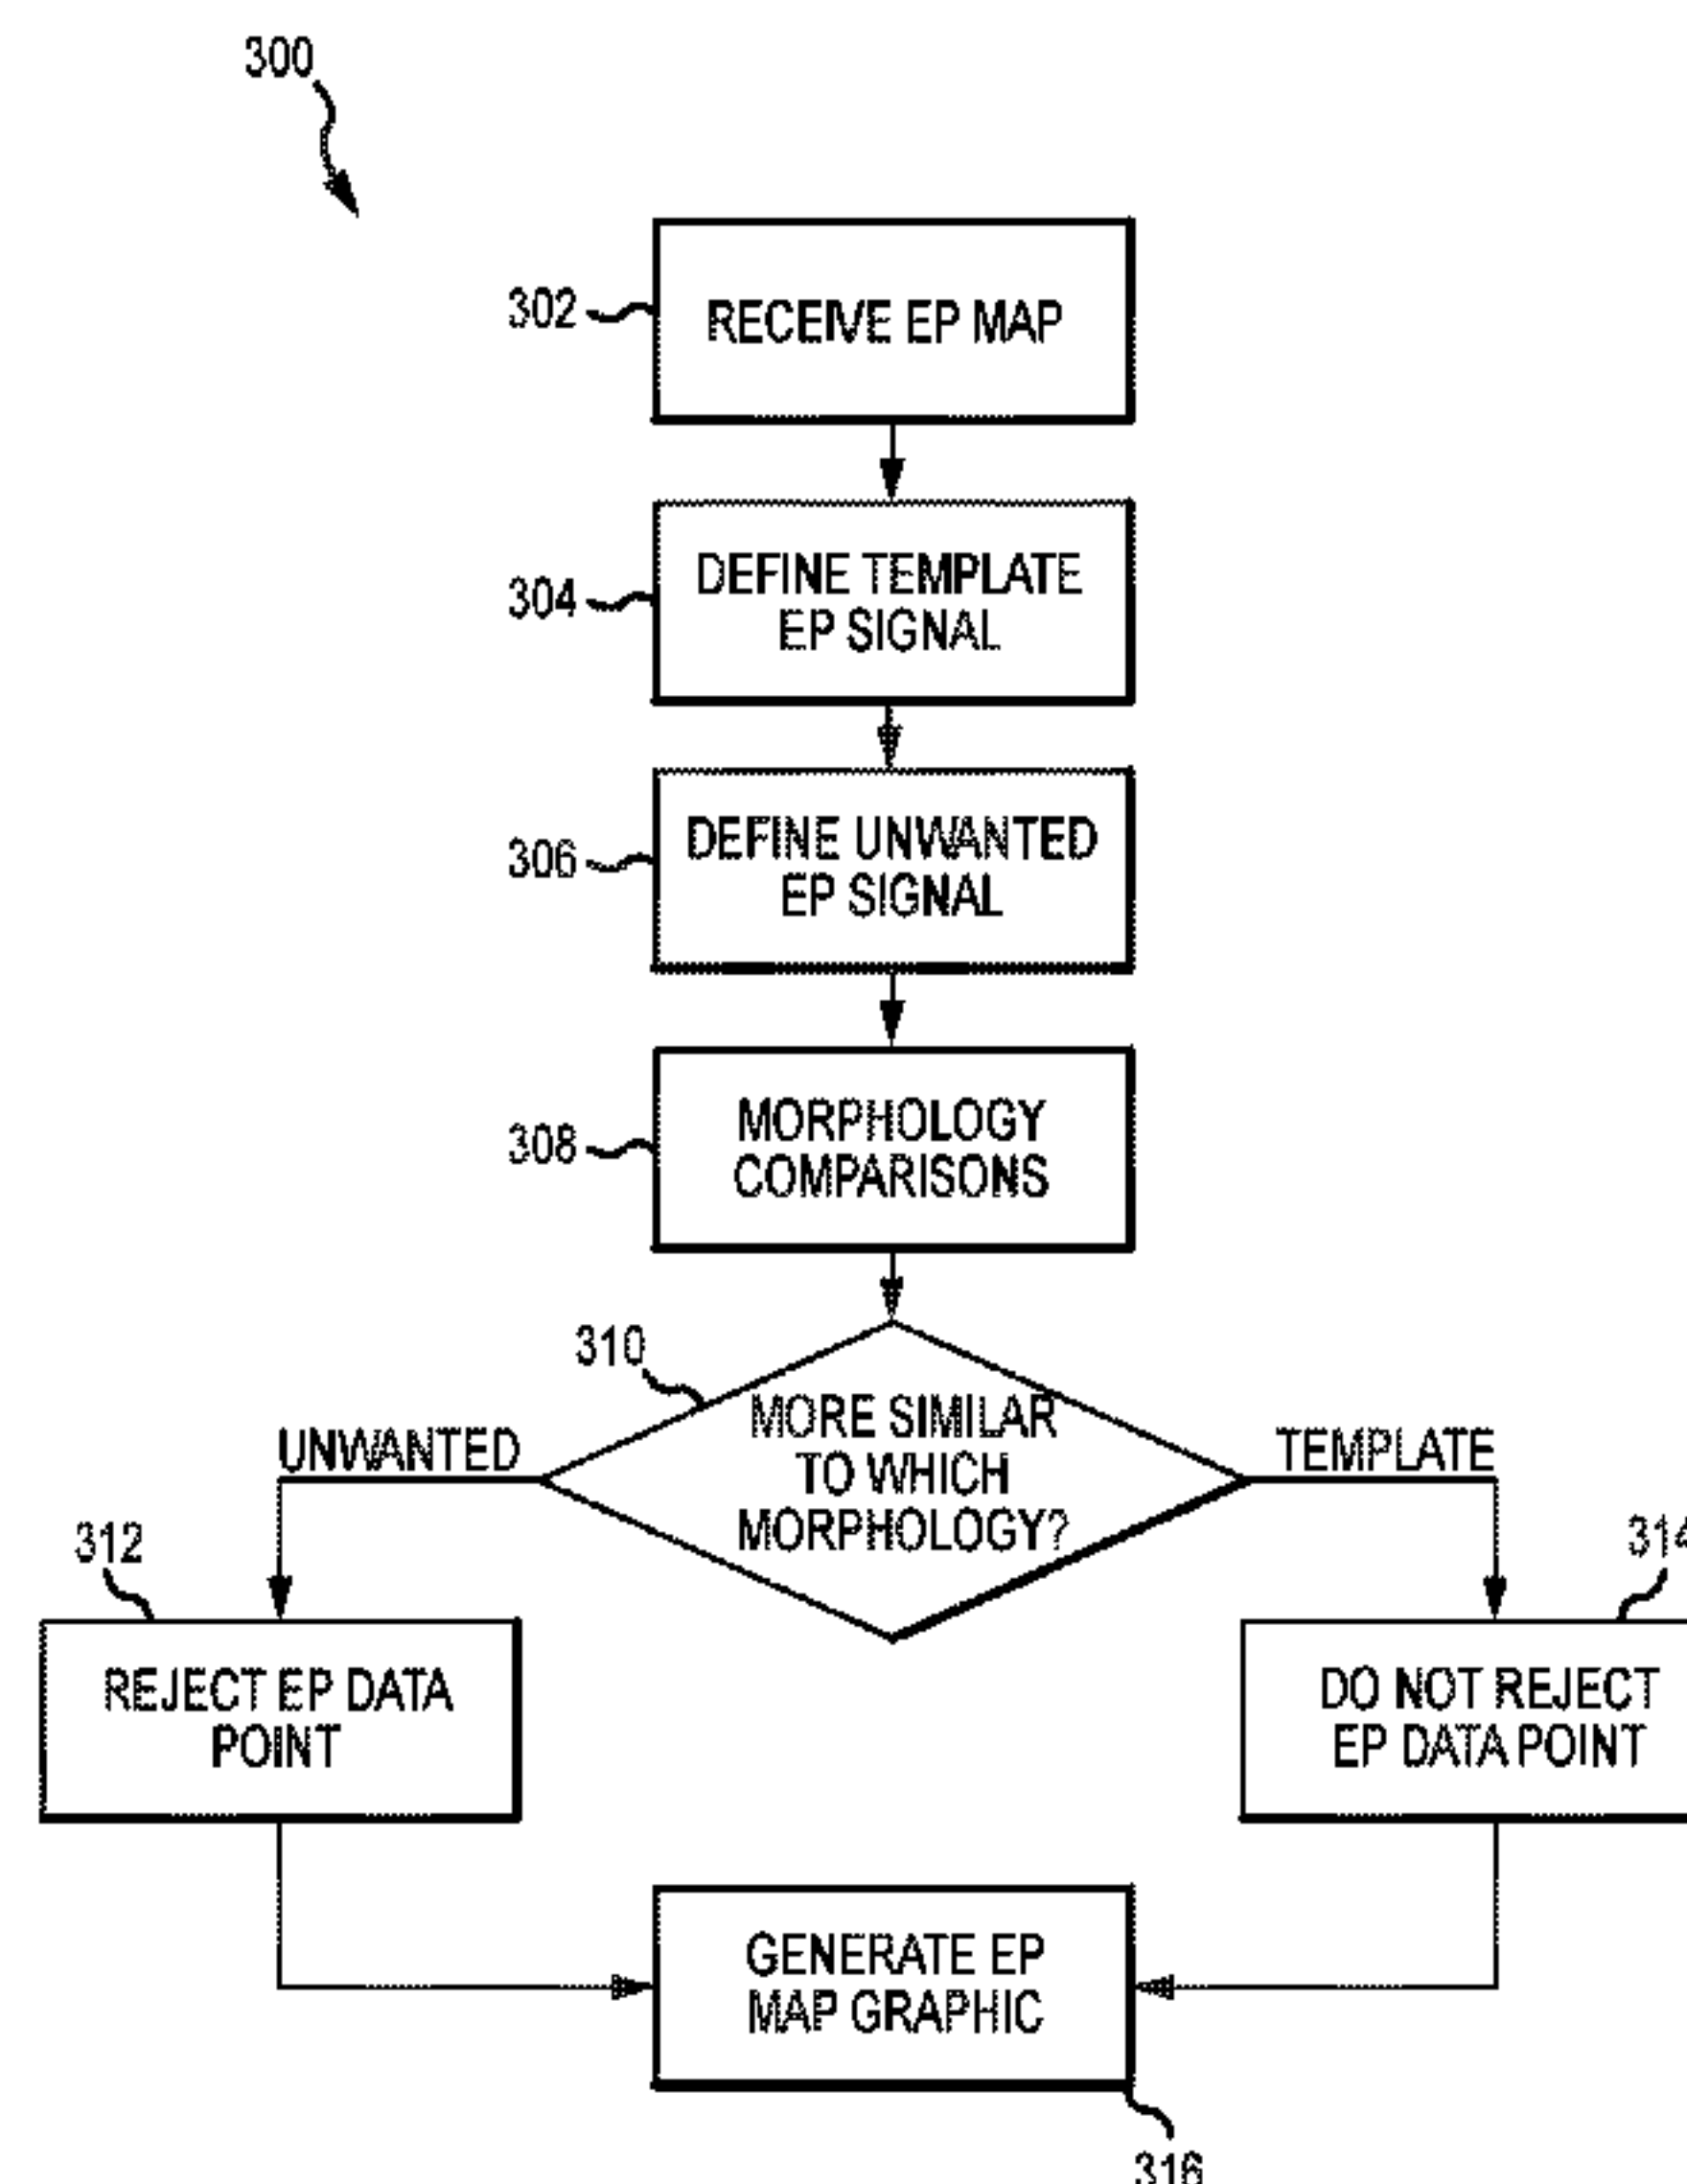 300
302
RECEIVE EP MAP
304
DEFINE TEMPLATE
EP SIGNAL
306
DEFINE UNWANTED
EP SIGNAL
308
MORPHOLOGY
COMPARISONS
310
MORE SIMILAR
TO WHICH
MORPHOLOGY?
UNWANTED
TEMPLATE
312
REJECT EP DATA
POINT
314
DO NOT REJECT
EP DATA POINT
GENERATE EP
MAP GRAPHIC
316